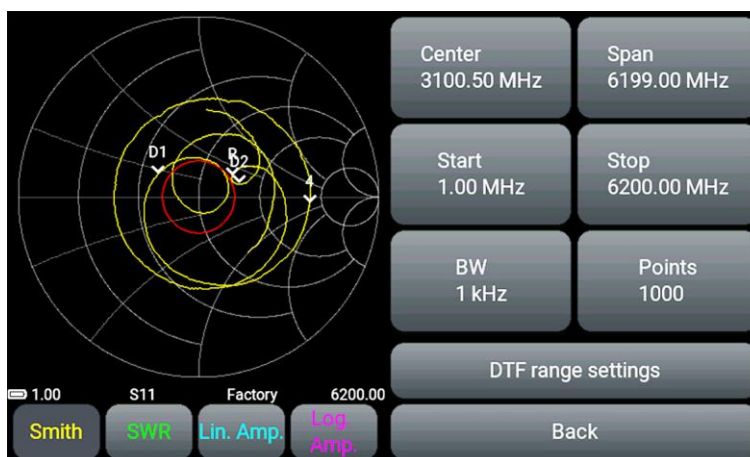 D1
R
D2
4
1.00 S11 Factory 6200.00
Smith
SWR
Lin. Amp.
Log.
Amp.
Center
3100.50 MHz
Span
6199.00 MHz
Start
1.00 MHz
Stop
6200.00 MHz
BW
1 kHz
Points
1000
DTF range settings
Back